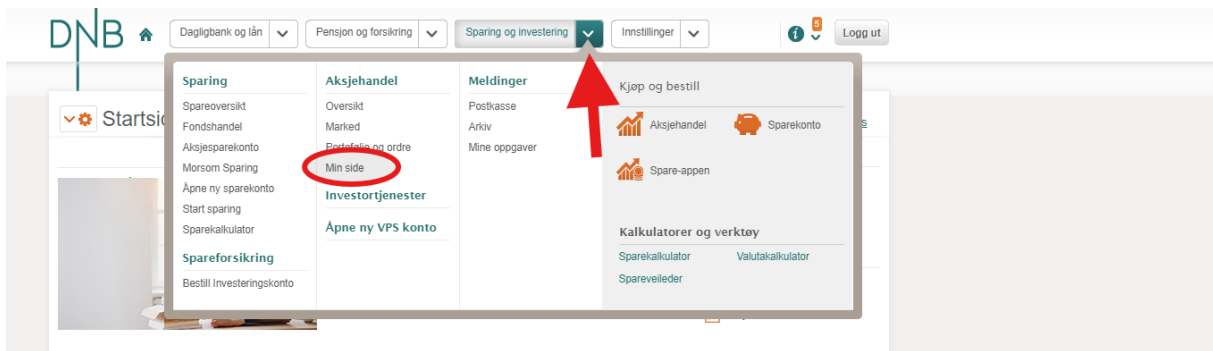 DNB
Dagligbank og lån
Pensjon og forsikring
Sparing og investering
Innstillinger
5
Logg ut
Startsid
Sparing
Spareoversikt
Fondshandel
Aksjesparekonto
Morsom Sparing
Åpne ny sparekonto
Start sparing
Sparekalkulator
Spareforsikring
Bestill Investeringskonto
Aksjehandel
Oversikt
Marked
Portefølje og ordre
Min side
Investortjenester
Åpne ny VPS konto
Meldinger
Postkasse
Arkiv
Mine oppgaver
Kjøp og bestill
Aksjehandel
Sparekonto
Spare-appen
Kalkulatorer og verktøy
Sparekalkulator
Valutakalkulator
Spareveileder
s